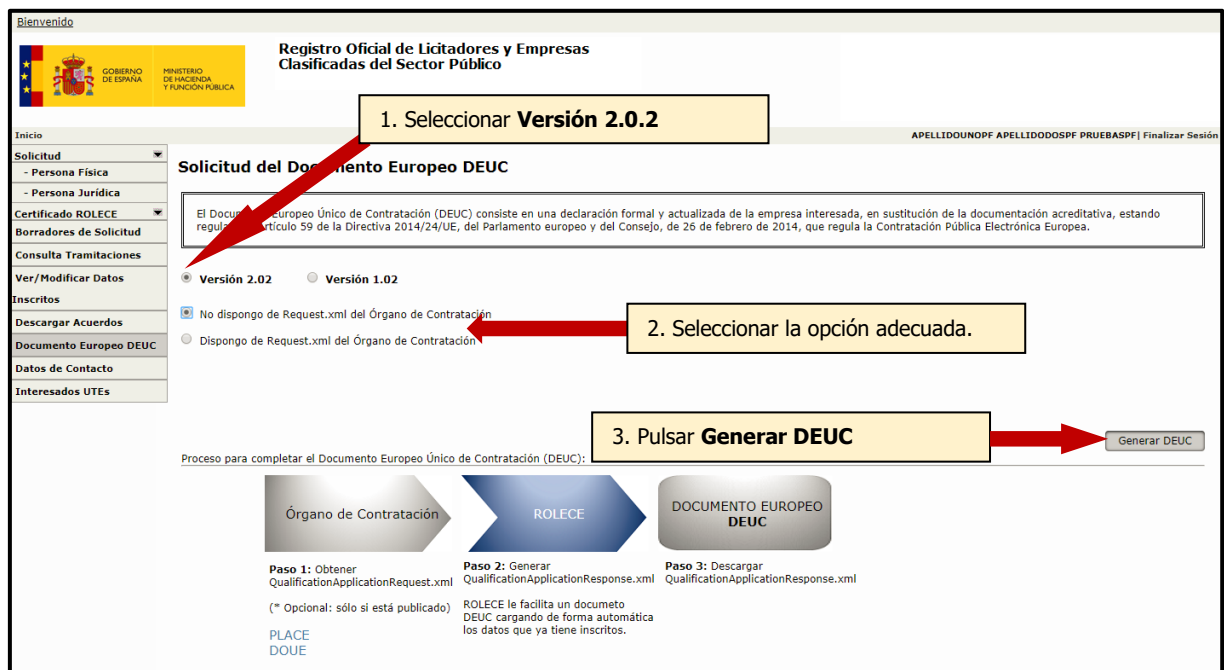 Bienvenido
GOBIERNO
DE ESPAÑA
MINISTERIO
DE HACIENDA
Y FUNCIÓN PÚBLICA
Registro Oficial de Licitadores y Empresas
Clasificadas del Sector Público
1. Seleccionar Versión 2.0.2
Inicio
APELLIDOUNOPF APELLIDODOSPF PRUEBASPF| Finalizar Sesión
Solicitud
- Persona Física
- Persona Jurídica
Certificado ROLECE
Borradores de Solicitud
Consulta Tramitaciones
Ver/Modificar Datos
Inscritos
Descargar Acuerdos
Documento Europeo DEUC
Datos de Contacto
Interesados UTEs
Solicitud del Documento Europeo DEUC
El Documento Europeo Único de Contratación (DEUC) consiste en una declaración formal y actualizada de la empresa interesada, en sustitución de la documentación acreditativa, estando
regul artículo 59 de la Directiva 2014/24/UE, del Parlamento europeo y del Consejo, de 26 de febrero de 2014, que regula la Contratación Pública Electrónica Europea.
Versión 2.02 Versión 1.02
No dispongo de Request.xml del Órgano de Contratación
Dispongo de Request.xml del Órgano de Contratación
2. Seleccionar la opción adecuada.
3. Pulsar Generar DEUC
Generar DEUC
Proceso para completar el Documento Europeo Único de Contratación (DEUC):
Órgano de Contratación
ROLECE
DOCUMENTO EUROPEO
DEUC
Paso 1: Obtener
QualificationApplicationRequest.xml
(* Opcional: sólo si está publicado)
PLACE
DOUE
Paso 2: Generar
QualificationApplicationResponse.xml
ROLECE le facilita un documeto
DEUC cargando de forma automática
los datos que ya tiene inscritos.
Paso 3: Descargar
QualificationApplicationResponse.xml